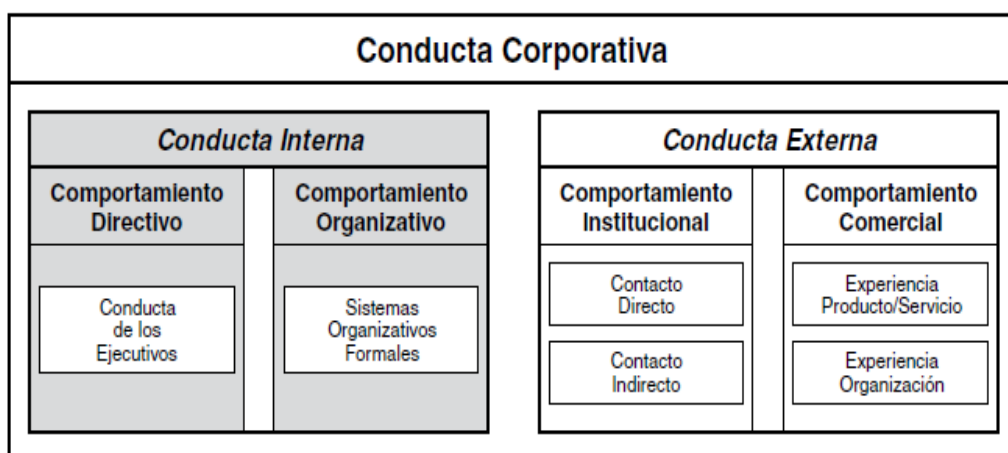 Conducta Corporativa
Conducta Interna
Comportamiento
Directivo
Comportamiento
Organizativo
Conducta
de los
Ejecutivos
Sistemas
Organizativos
Formales
Conducta Externa
Comportamiento
Institucional
Comportamiento
Comercial
Contacto
Directo
Experiencia
Producto/Servicio
Contacto
Indirecto
Experiencia
Organización